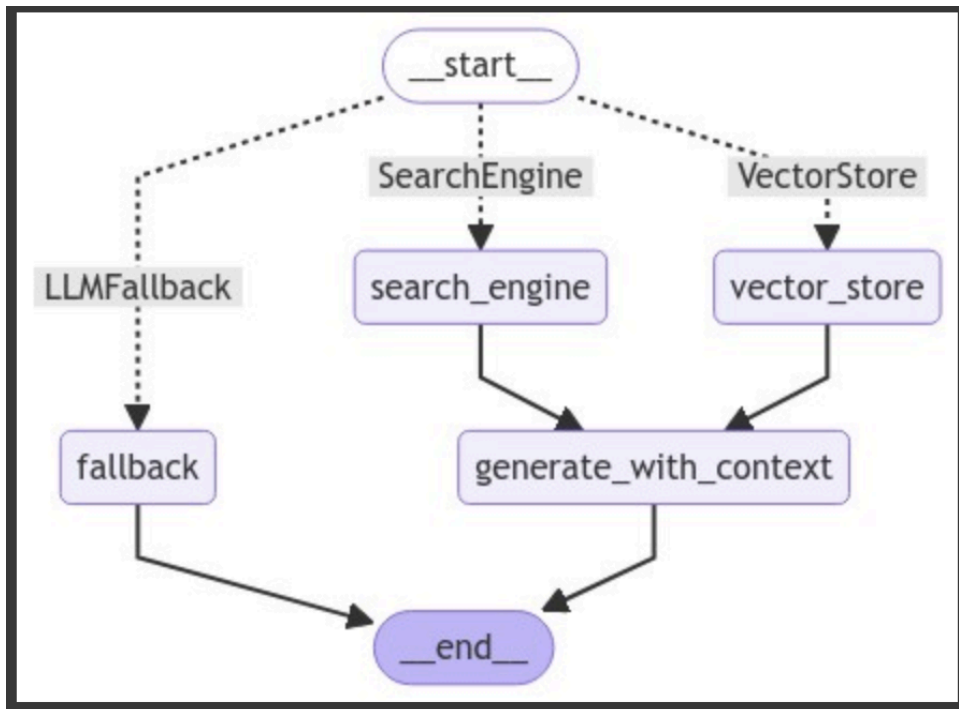 __start__
SearchEngine
VectorStore
LLMFallback
search_engine
vector_store
fallback
generate_with_context
__end__